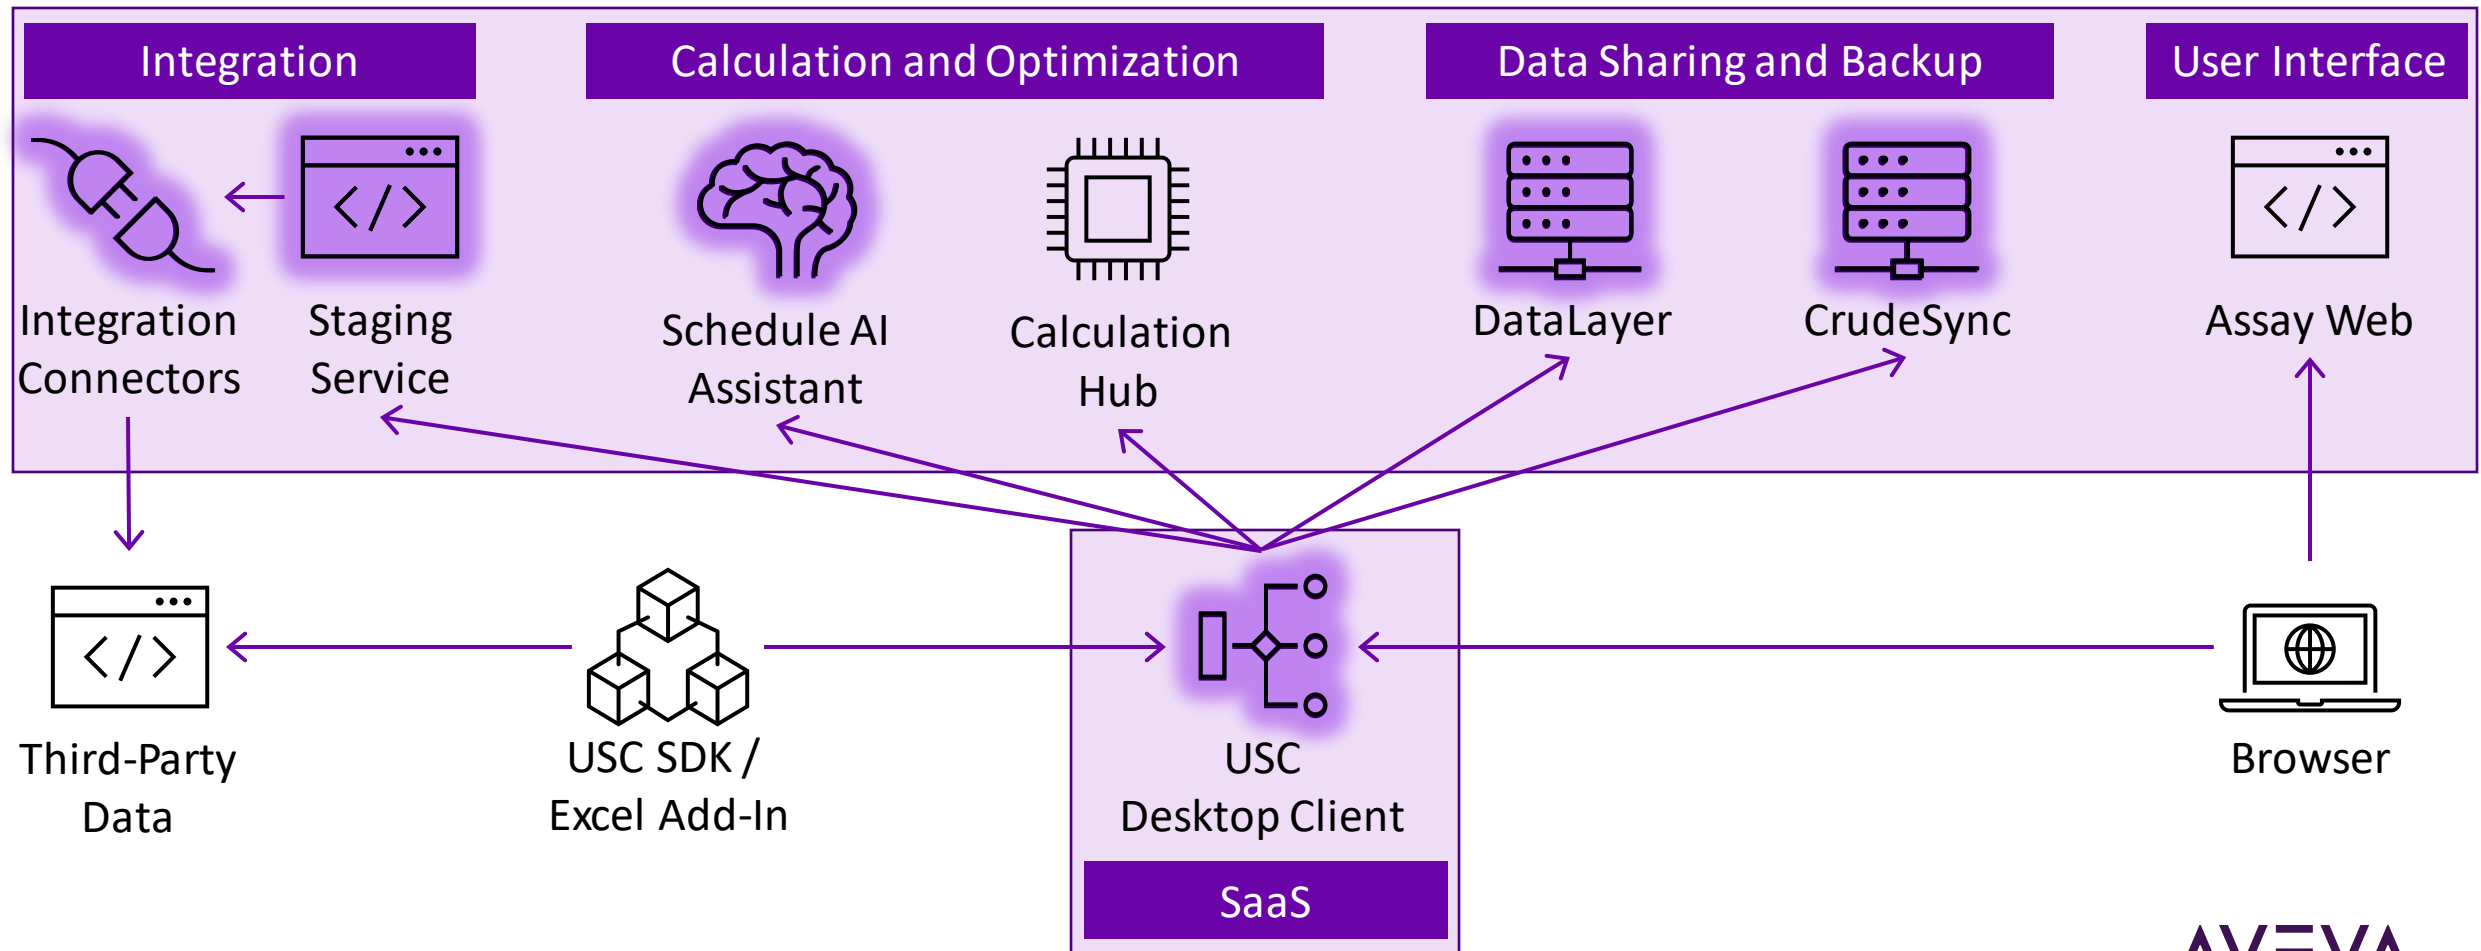 Integration
Calculation and Optimization
Data Sharing and Backup
User Interface
Integration
Connectors
Staging
Service
Schedule AI
Assistant
Calculation
Hub
DataLayer
CrudeSync
Assay Web
Third-Party
Data
USC SDK /
Excel Add-In
USC
Desktop Client
Browser
SaaS
AVEVA